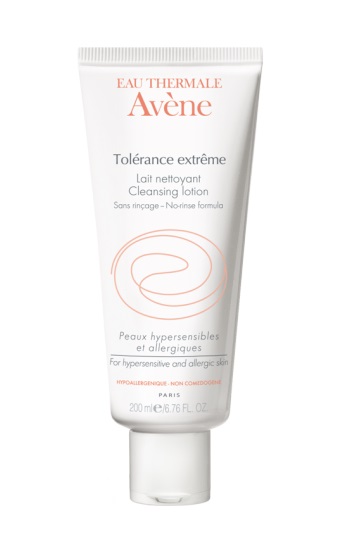 EAU THERMALE
Avène
Tolérance extrême
Lait nettoyant
Cleansing lotion
Sans rinçage – No-rinse formula
Peaux hypersensibles
et allergiques
For hypersensitive and allergic skin
HYPOALLERGENIQUE - NON COMEDOGENE
PARIS
200 ml e/6.76 FL. OZ.